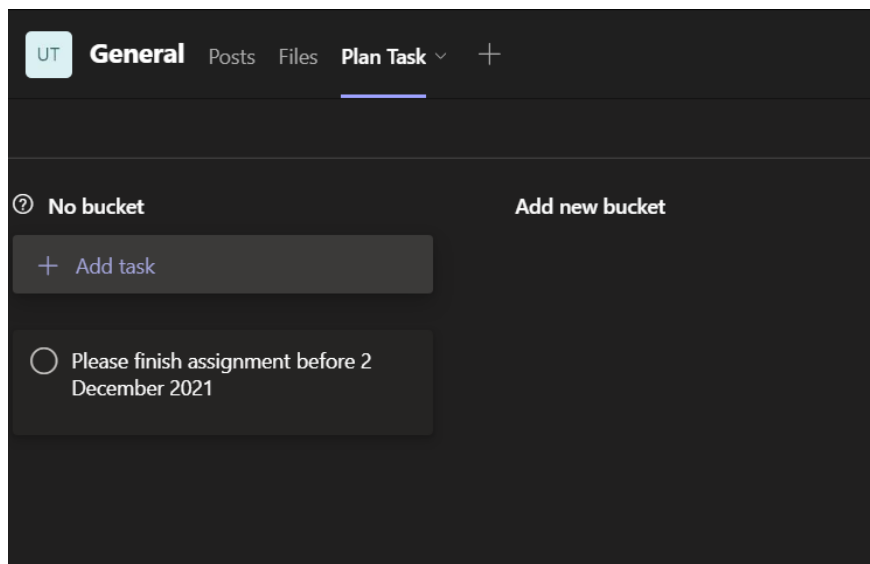 UT General Posts Files Plan Task
No bucket
Add new bucket
Add task
Please finish assignment before 2
December 2021